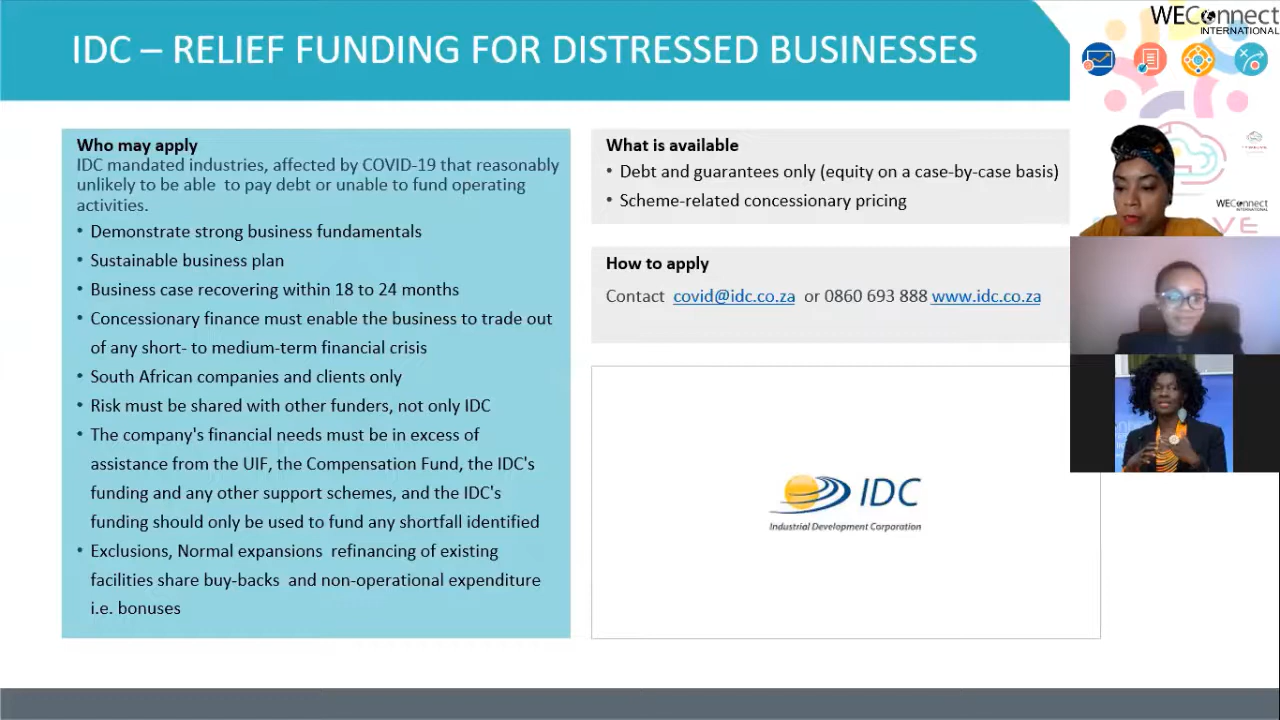 IDC – RELIEF FUNDING FOR DISTRESSED BUSINESSES
WEConnect
INTERNATIONAL
Who may apply
IDC mandated industries, affected by COVID-19 that reasonably
unlikely to be able to pay debt or unable to fund operating
activities.
• Demonstrate strong business fundamentals
• Sustainable business plan
• Business case recovering within 18 to 24 months
• Concessionary finance must enable the business to trade out
of any short- to medium-term financial crisis
• South African companies and clients only
• Risk must be shared with other funders, not only IDC
• The company's financial needs must be in excess of
assistance from the UIF, the Compensation Fund, the IDC's
funding and any other support schemes, and the IDC's
funding should only be used to fund any shortfall identified
• Exclusions, Normal expansions refinancing of existing
facilities share buy-backs and non-operational expenditure
i.e. bonuses
What is available
• Debt and guarantees only (equity on a case-by-case basis)
• Scheme-related concessionary pricing
How to apply
Contact covid@idc.co.za or 0860 693 888 www.idc.co.za
IDC
Industrial Development Corporation
WEConnect
INTERNATIONAL
VE